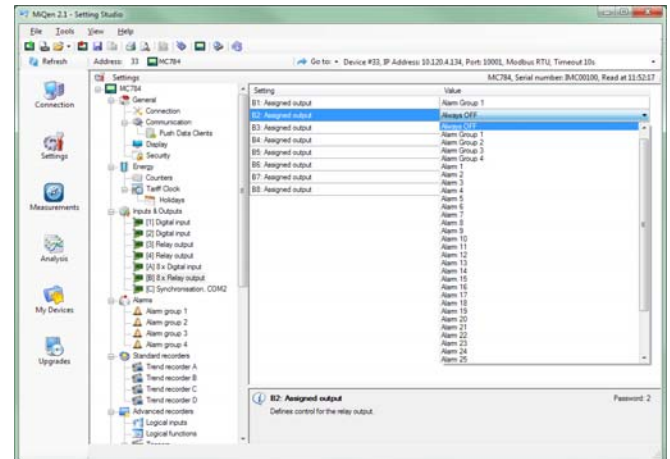 MiQen 2.1 - Setting Studio
File Tools View Help
Refresh
Address: 33 MC784
Go to: Device #33, IP Address 10.120.4.134, Port: 10001, Modbus RTU, Timeout 10s
Connection
Settings
Measurements
Analysis
My Devices
Upgrades
Settings
MC784, Serial number: IMC00100, Read at 11:52:17
MC784
General
Connection
Communication
Push Data Clients
Display
Security
Energy
Counters
Tariff Clock
Holidays
Inputs & Outputs
[1] Digital input
[2] Digital input
[3] Relay output
[4] Relay output
[A] 8 x Digital input
[B] 8 x Relay output
[C] Synchronisation, COM2
Alarms
Alarm group 1
Alarm group 2
Alarm group 3
Alarm group 4
Standard recorders
Trend recorder A
Trend recorder B
Trend recorder C
Trend recorder D
Advanced recorders
Logical inputs
Logical functions
Setting Value
B1: Assigned output Alarm Group 1
B2: Assigned output Always OFF
B3: Assigned output
B4: Assigned output
B5: Assigned output
B6: Assigned output
B7: Assigned output
B8: Assigned output
Always OFF
Alarm Group 1
Alarm Group 2
Alarm Group 3
Alarm Group 4
Alarm 1
Alarm 2
Alarm 3
Alarm 4
Alarm 5
Alarm 6
Alarm 7
Alarm 8
Alarm 9
Alarm 10
Alarm 11
Alarm 12
Alarm 13
Alarm 14
Alarm 15
Alarm 16
Alarm 17
Alarm 18
Alarm 19
Alarm 20
Alarm 21
Alarm 22
Alarm 23
Alarm 24
Alarm 25
B2: Assigned output Password: 2
Defines control for the relay output.